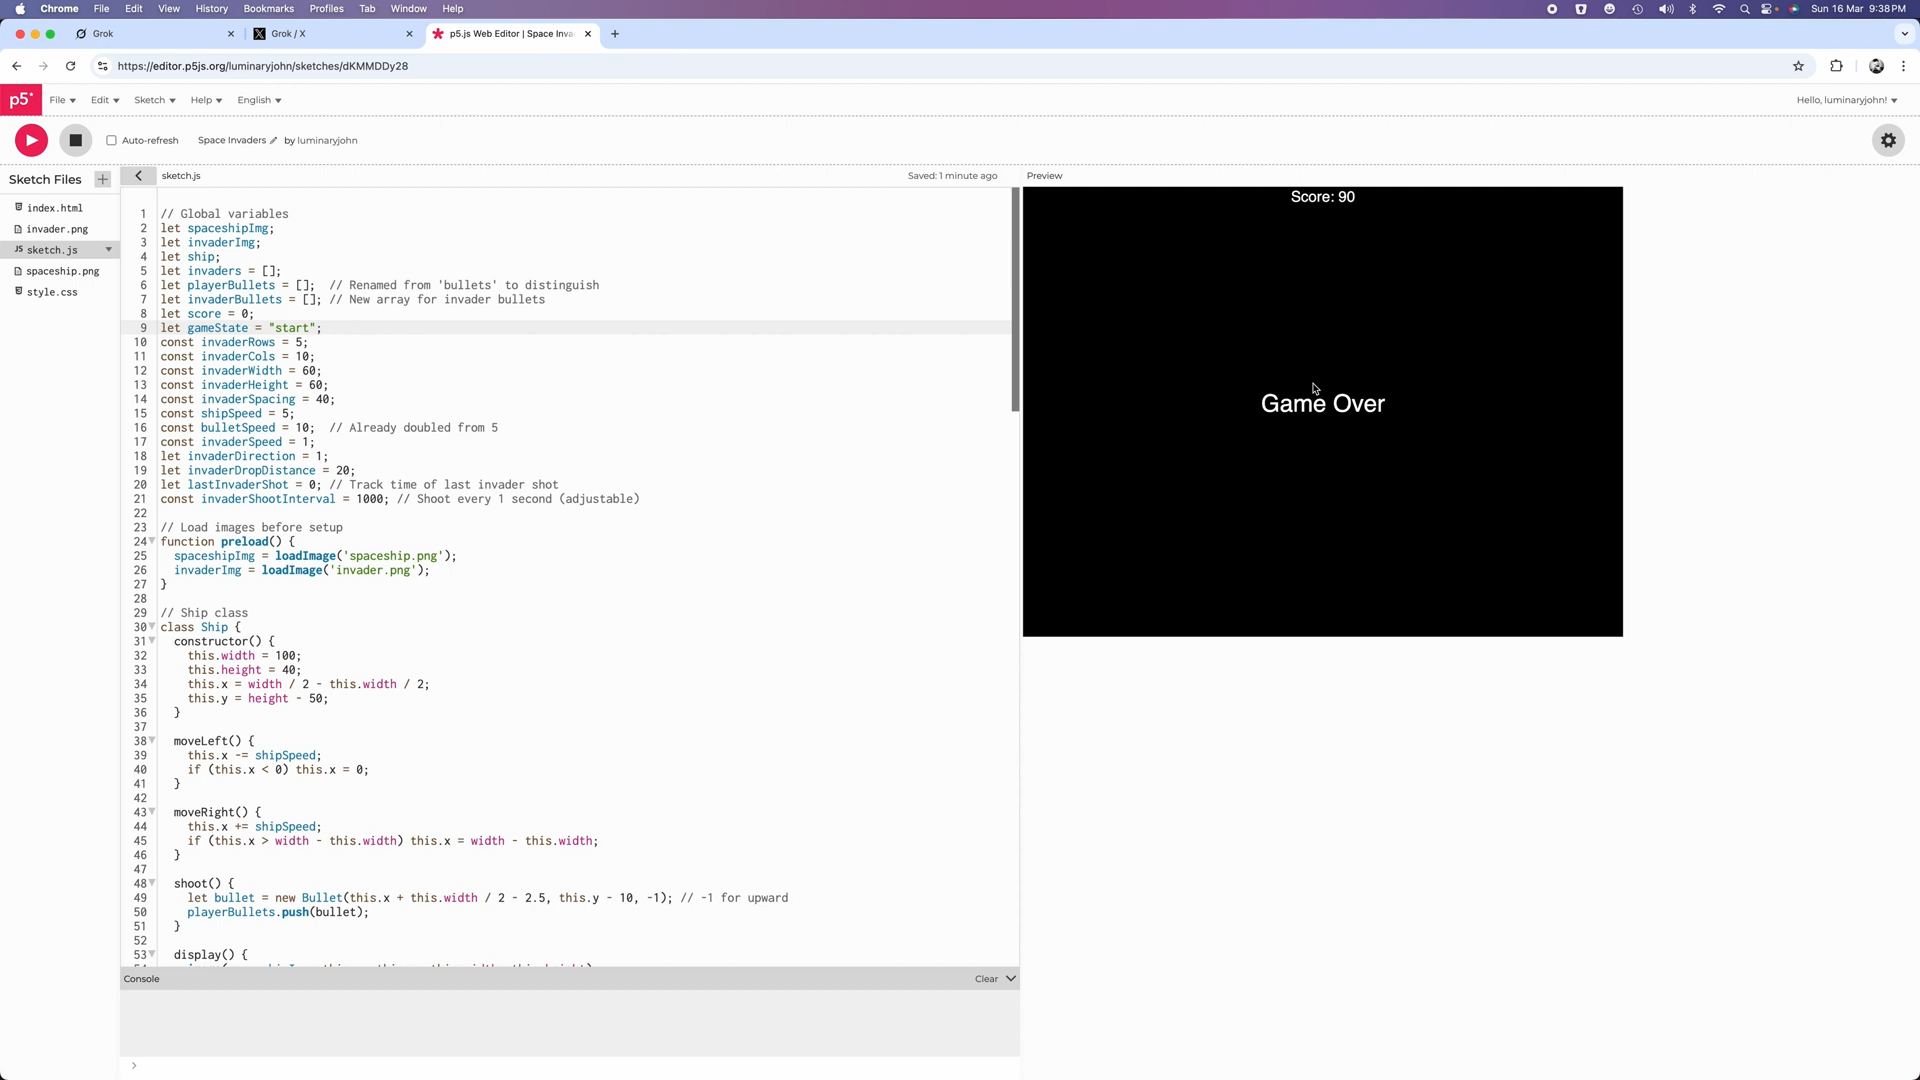 Chrome File Edit View History Bookmarks Profiles Tab Window Help Sun 16 Mar 9:38PM
Grok Grok / X p5.js Web Editor | Space Inva
https://editor.p5js.org/luminaryjohn/sketches/dKMMDDy28
p5* File Edit Sketch Help English Hello, luminaryjohn!
Auto-refresh Space Invaders by luminaryjohn
Sketch Files
index.html
invader.png
JS sketch.js
spaceship.png
style.css
sketch.js Saved: 1 minute ago
1 // Global variables
2 let spaceshipImg;
3 let invaderImg;
4 let ship;
5 let invaders = [];
6 let playerBullets = []; // Renamed from 'bullets' to distinguish
7 let invaderBullets = []; // New array for invader bullets
8 let score = 0;
9 let gameState = "start";
10 const invaderRows = 5;
11 const invaderCols = 10;
12 const invaderWidth = 60;
13 const invaderHeight = 60;
14 const invaderSpacing = 40;
15 const shipSpeed = 5;
16 const bulletSpeed = 10; // Already doubled from 5
17 const invaderSpeed = 1;
18 let invaderDirection = 1;
19 let invaderDropDistance = 20;
20 let lastInvaderShot = 0; // Track time of last invader shot
21 const invaderShootInterval = 1000; // Shoot every 1 second (adjustable)
22
23 // Load images before setup
24 function preload() {
25 spaceshipImg = loadImage('spaceship.png');
26 invaderImg = loadImage('invader.png');
27 }
28
29 // Ship class
30 class Ship {
31 constructor() {
32 this.width = 100;
33 this.height = 40;
34 this.x = width / 2 - this.width / 2;
35 this.y = height - 50;
36 }
37
38 moveLeft() {
39 this.x -= shipSpeed;
40 if (this.x < 0) this.x = 0;
41 }
42
43 moveRight() {
44 this.x += shipSpeed;
45 if (this.x > width - this.width) this.x = width - this.width;
46 }
47
48 shoot() {
49 let bullet = new Bullet(this.x + this.width / 2 - 2.5, this.y - 10, -1); // -1 for upward
50 playerBullets.push(bullet);
51 }
52
53 display() {
Console Clear
>
Preview
Score: 90
Game Over